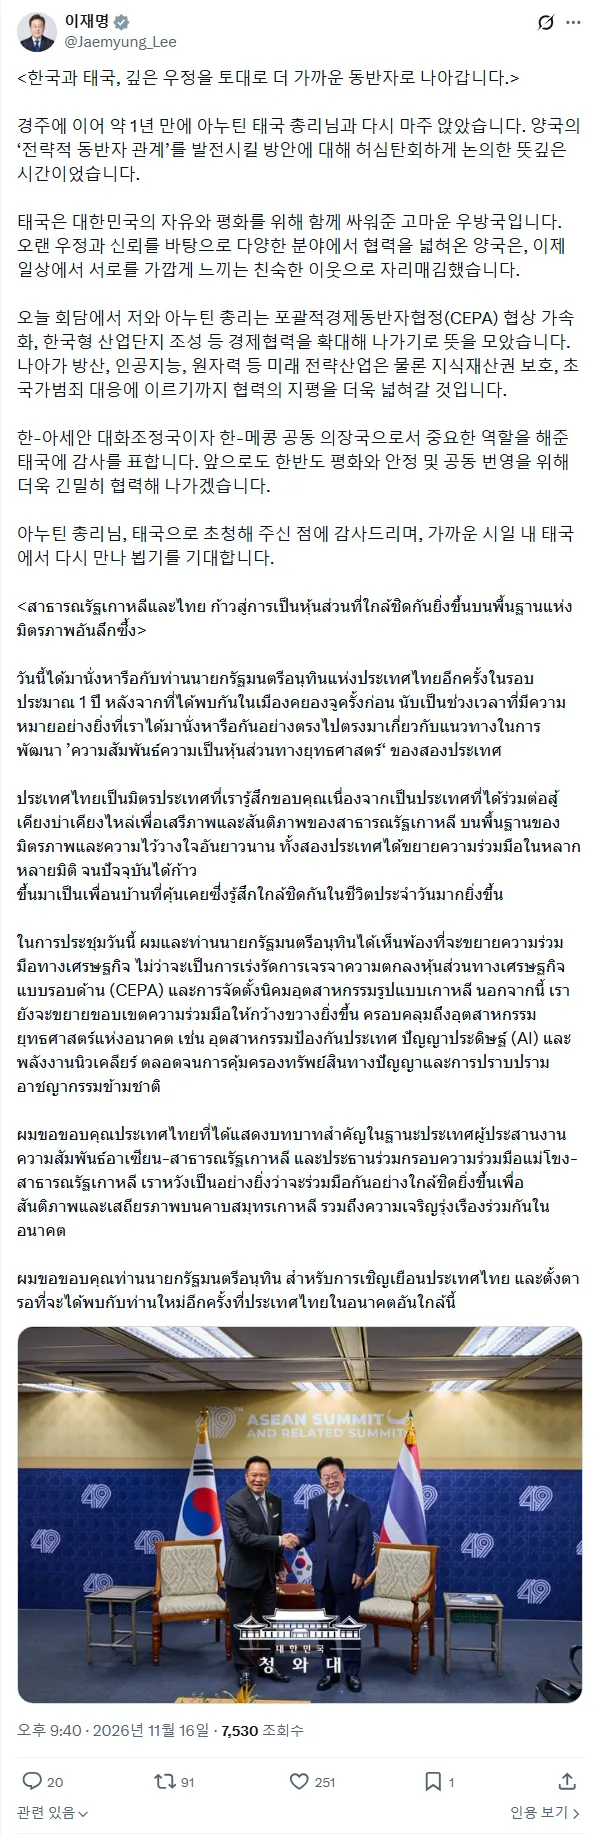 이재명
@Jaemyung_Lee
<한국과 태국, 깊은 우정을 토대로 더 가까운 동반자로 나아갑니다.>
경주에 이어 약 1년 만에 아누틴 태국 총리님과 다시 마주 앉았습니다. 양국의
‘전략적 동반자 관계’를 발전시킬 방안에 대해 허심탄회하게 논의한 뜻깊은
시간이었습니다.
태국은 대한민국의 자유와 평화를 위해 함께 싸워준 고마운 우방국입니다.
오랜 우정과 신뢰를 바탕으로 다양한 분야에서 협력을 넓혀온 양국은, 이제
일상에서 서로를 가깝게 느끼는 친숙한 이웃으로 자리매김했습니다.
오늘 회담에서 저와 아누틴 총리는 포괄적경제동반자협정(CEPA) 협상 가속
화, 한국형 산업단지 조성 등 경제협력을 확대해 나가기로 뜻을 모았습니다.
나아가 방산, 인공지능, 원자력 등 미래 전략산업은 물론 지식재산권 보호, 초
국가범죄 대응에 이르기까지 협력의 지평을 더욱 넓혀갈 것입니다.
한-아세안 대화조정국이자 한-메콩 공동 의장국으로서 중요한 역할을 해준
태국에 감사를 표합니다. 앞으로도 한반도 평화와 안정 및 공동 번영을 위해
더욱 긴밀히 협력해 나가겠습니다.
아누틴 총리님, 태국으로 초청해 주신 점에 감사드리며, 가까운 시일 내 태국
에서 다시 만나 뵙기를 기대합니다.
<สาธารณรัฐเกาหลีและไทย ก้าวสู่การเป็นหุ้นส่วนที่ใกล้ชิดกันยิ่งขึ้นบนพื้นฐานแห่ง
มิตรภาพอันลึกซึ้ง>
วันนี้ได้มานั่งหารือกับท่านนายกรัฐมนตรีอนุทินแห่งประเทศไทยอีกครั้งในรอบ
ประมาณ 1 ปี หลังจากที่ได้พบกันในเมืองคยองจูครั้งก่อน นับเป็นช่วงเวลาที่มีความ
หมายอย่างยิ่งที่เราได้มานั่งหารือกันอย่างตรงไปตรงมาเกี่ยวกับแนวทางในการ
พัฒนา ’ความสัมพันธ์ความเป็นหุ้นส่วนทางยุทธศาสตร์‘ ของสองประเทศ
ประเทศไทยเป็นมิตรประเทศที่เรารู้สึกขอบคุณเนื่องจากเป็นประเทศที่ได้ร่วมต่อสู้
เคียงบ่าเคียงไหล่เพื่อเสรีภาพและสันติภาพของสาธารณรัฐเกาหลี บนพื้นฐานของ
มิตรภาพและความไว้วางใจอันยาวนาน ทั้งสองประเทศได้ขยายความร่วมมือในหลาก
หลายมิติ จนปัจจุบันได้ก้าว
ขึ้นมาเป็นเพื่อนบ้านที่คุ้นเคยซึ่งรู้สึกใกล้ชิดกันในชีวิตประจำวันมากยิ่งขึ้น
ในการประชุมวันนี้ ผมและท่านนายกรัฐมนตรีอนุทินได้เห็นพ้องที่จะขยายความร่วม
มือทางเศรษฐกิจ ไม่ว่าจะเป็นการเร่งรัดการเจรจาความตกลงหุ้นส่วนทางเศรษฐกิจ
แบบรอบด้าน (CEPA) และการจัดตั้งนิคมอุตสาหกรรมรูปแบบเกาหลี นอกจากนี้ เรา
ยังจะขยายขอบเขตความร่วมมือให้กว้างขวางยิ่งขึ้น ครอบคลุมถึงอุตสาหกรรม
ยุทธศาสตร์แห่งอนาคต เช่น อุตสาหกรรมป้องกันประเทศ ปัญญาประดิษฐ์ (AI) และ
พลังงานนิวเคลียร์ ตลอดจนการคุ้มครองทรัพย์สินทางปัญญาและการปราบปราม
อาชญากรรมข้ามชาติ
ผมขอขอบคุณประเทศไทยที่ได้แสดงบทบาทสำคัญในฐานะประเทศผู้ประสานงาน
ความสัมพันธ์อาเซียน-สาธารณรัฐเกาหลี และประธานร่วมกรอบความร่วมมือแม่โขง-
สาธารณรัฐเกาหลี เราหวังเป็นอย่างยิ่งว่าจะร่วมมือกันอย่างใกล้ชิดยิ่งขึ้นเพื่อ
สันติภาพและเสถียรภาพบนคาบสมุทรเกาหลี รวมถึงความเจริญรุ่งเรืองร่วมกันใน
อนาคต
ผมขอขอบคุณท่านนายกรัฐมนตรีอนุทิน สำหรับการเชิญเยือนประเทศไทย และตั้งตา
รอที่จะได้พบกับท่านใหม่อีกครั้งที่ประเทศไทยในอนาคตอันใกล้นี้
49TH ASEAN SUMMIT
AND RELATED SUMMITS
49 49
49 49 49
49 49
대한민국
청와대
오후 9:40 · 2026년 11월 16일 · 7,530 조회수
20 91 251 1
관련 있음 인용 보기